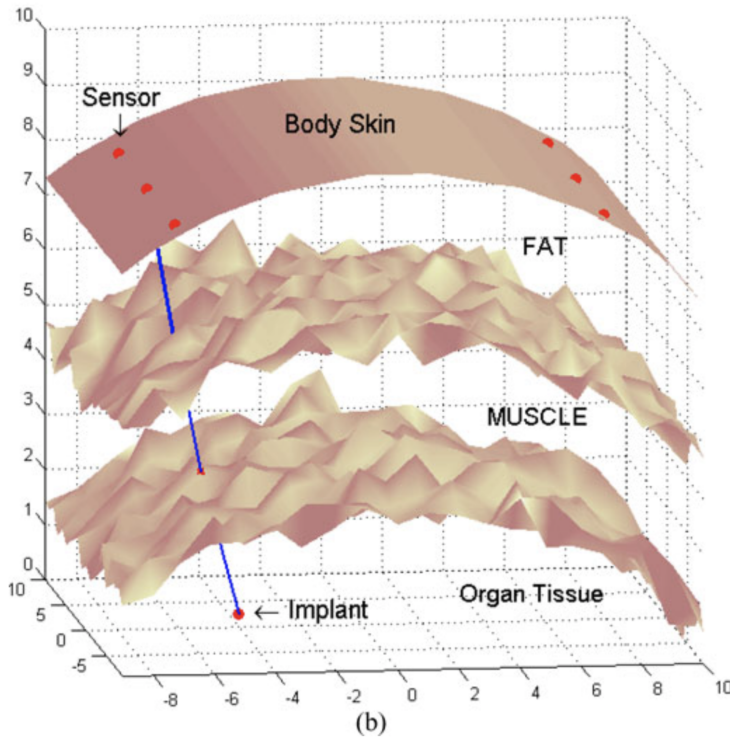 10
9
8
7
6
5
4
3
2
1
0
Sensor
↓
Body Skin
FAT
MUSCLE
Organ Tissue
← Implant
10
5
0
-5
-8 -6 -4 -2 0 2 4 6 8 10
(b)